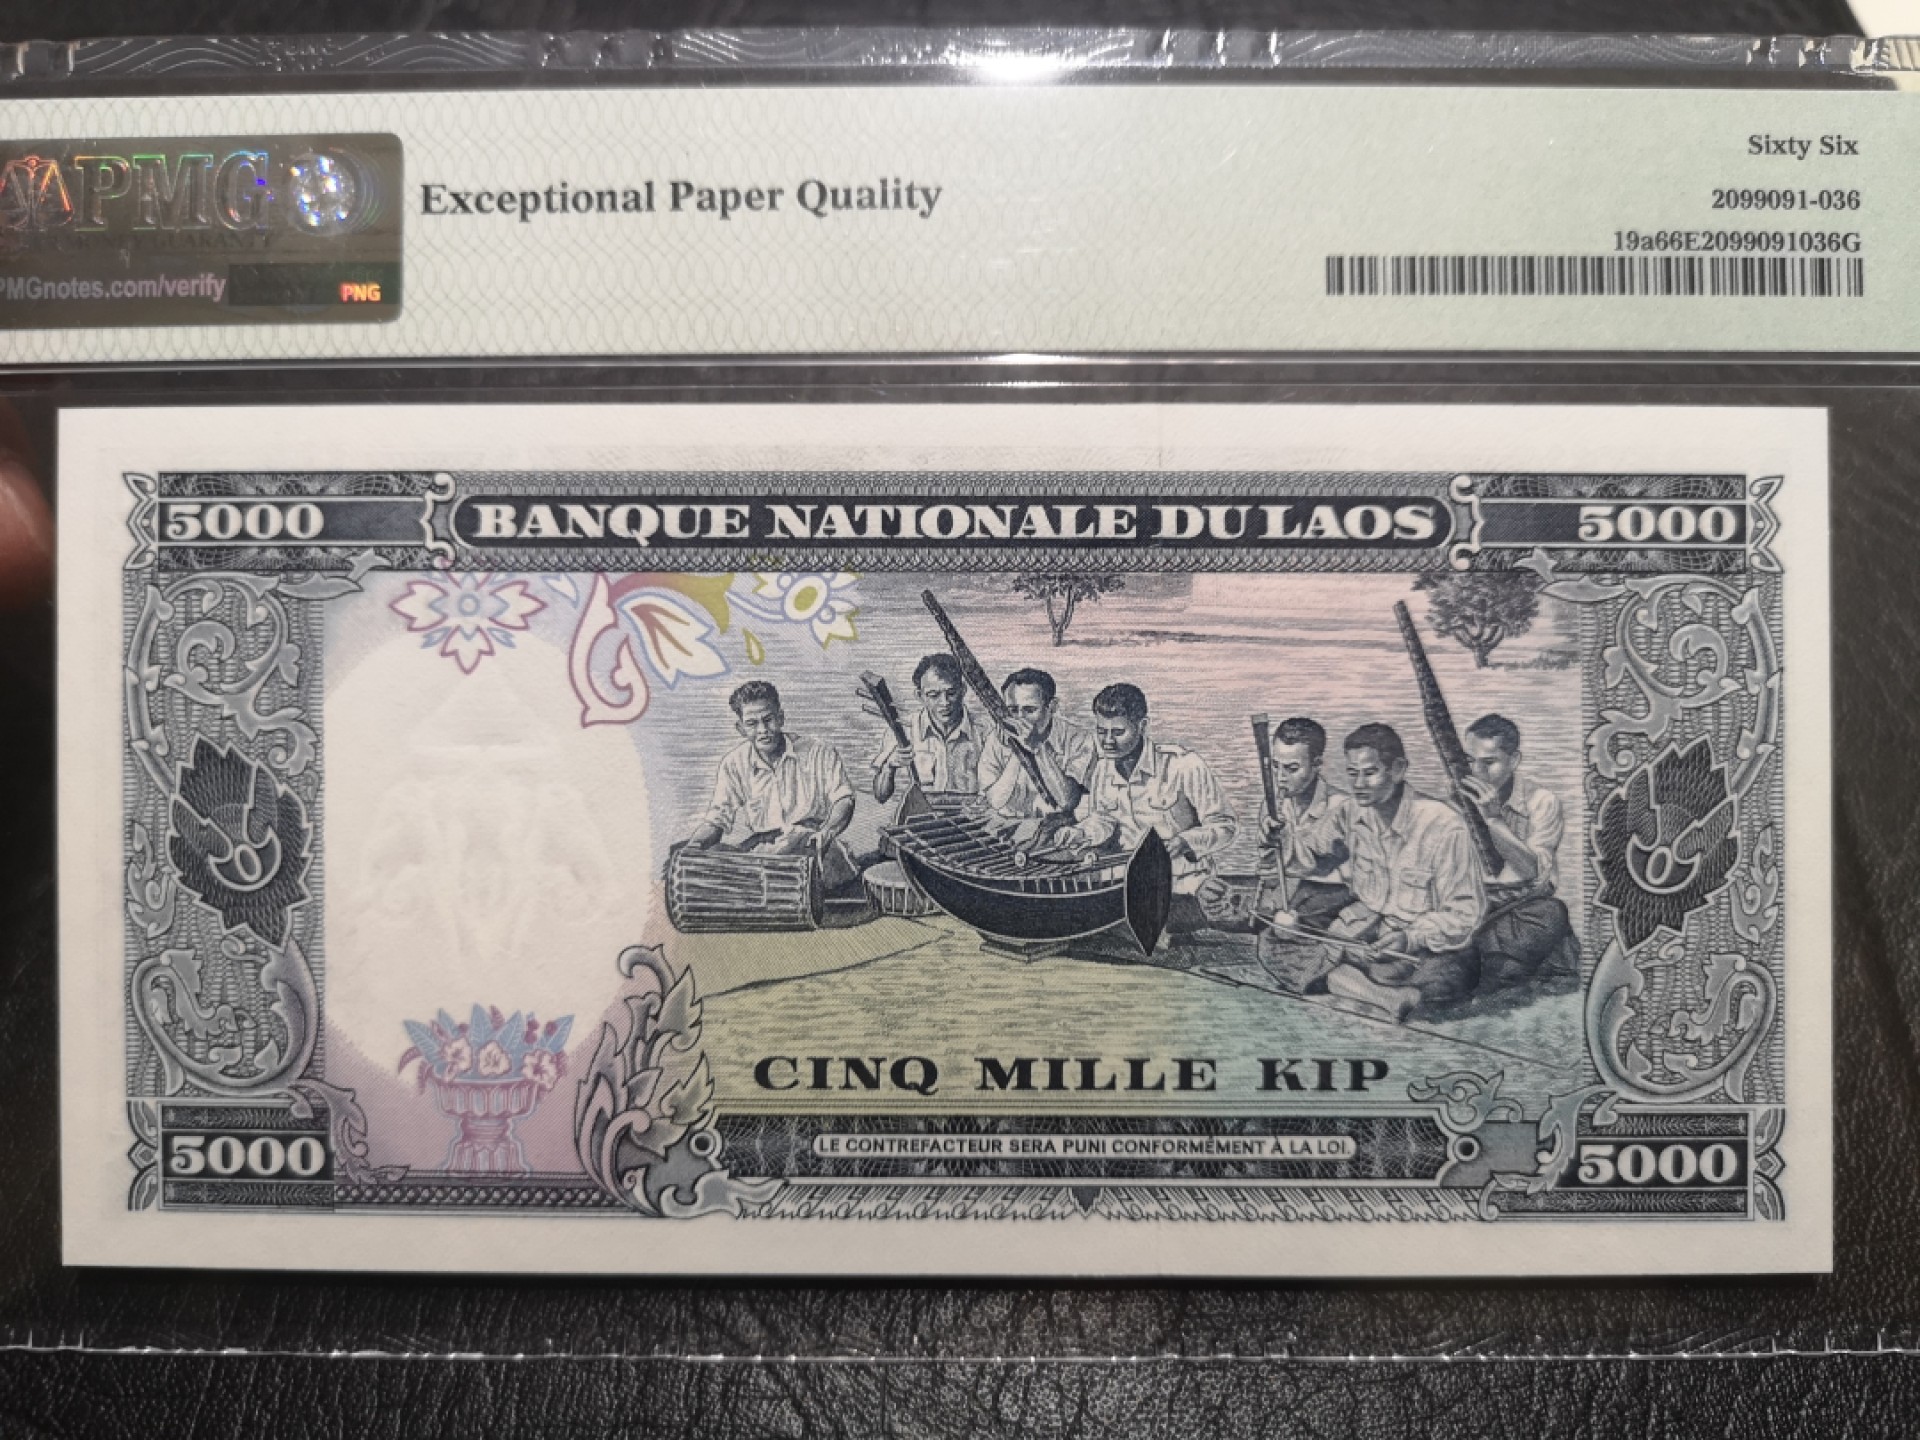 PMG
Exceptional Paper Quality
Sixty Six
2099091-036
19a66E2099091036G
PMGnotes.com/verify
PNG
5000 BANQUE NATIONALE DU LAOS 5000
CINQ MILLE KIP
5000 LE CONTREFACTEUR SERA PUNI CONFORMÉMENT À LA LOI. 5000